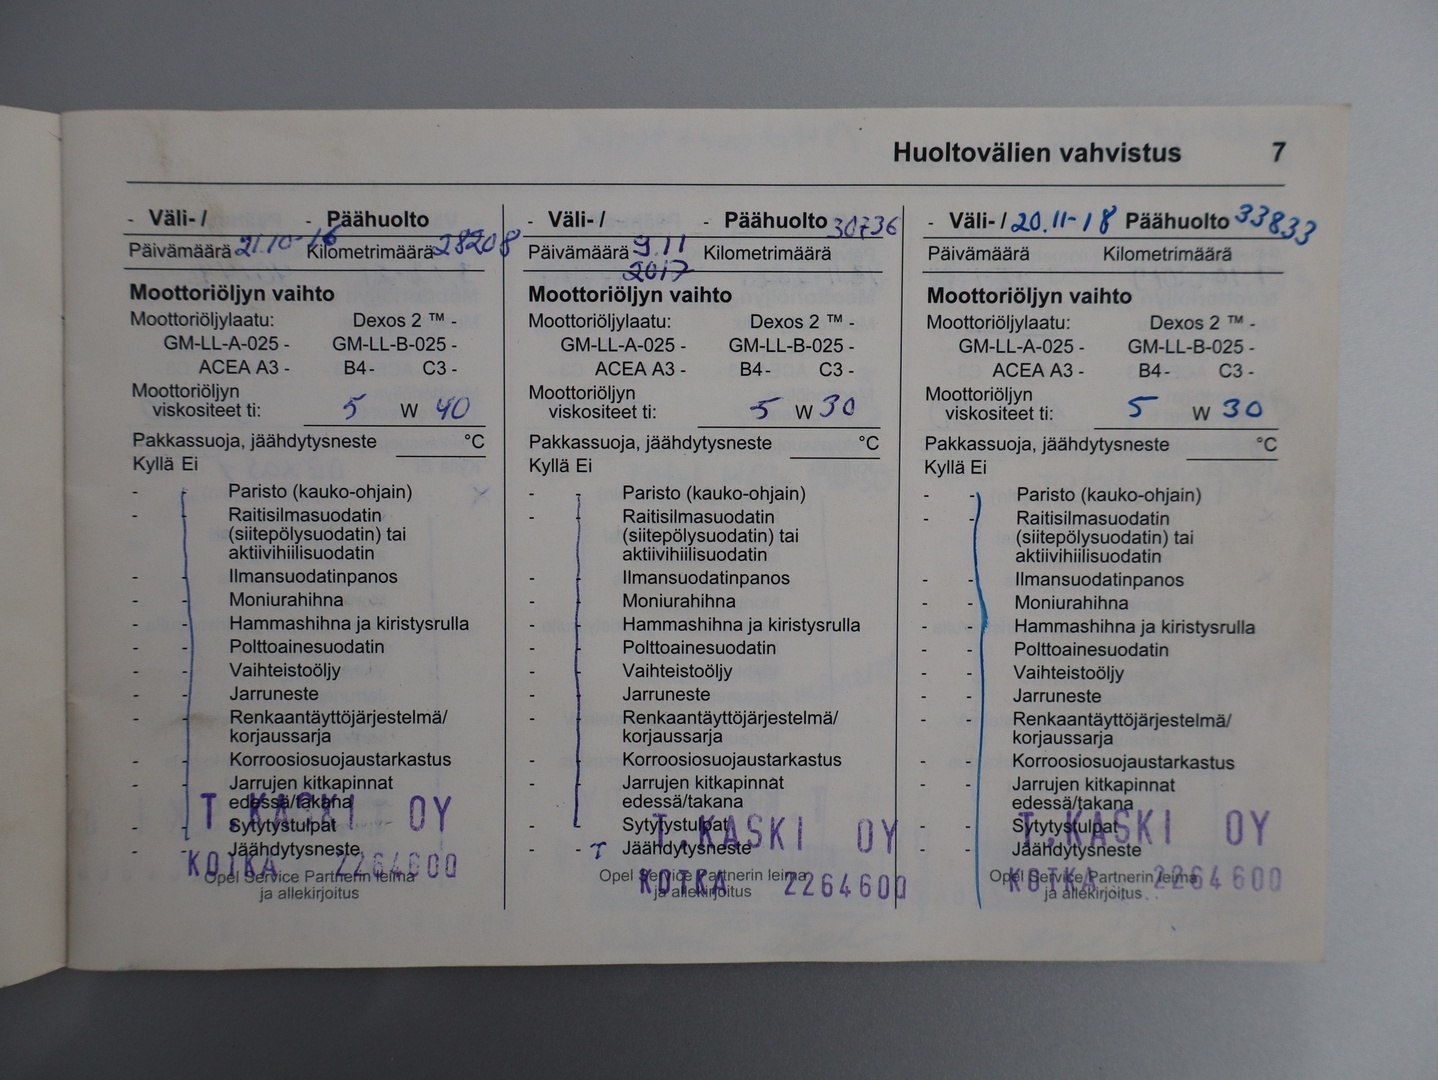 Huoltovälien vahvistus 7
- Väli- / - Päähuolto
Päivämäärä 21.10-16 Kilometrimäärä 28208
Moottoriöljyn vaihto
Moottoriöljylaatu: Dexos 2 ™ -
GM-LL-A-025 - GM-LL-B-025 -
ACEA A3 - B4- C3 -
Moottoriöljyn
viskositeet ti: 5 W 40
Pakkassuoja, jäähdytysneste °C
Kyllä Ei
- - Paristo (kauko-ohjain)
- - Raitisilmasuodatin
(siitepölysuodatin) tai
aktiivihiilisuodatin
- - Ilmansuodatinpanos
- - Moniurahihna
- - Hammashihna ja kiristysrulla
- - Polttoainesuodatin
- - Vaihteistoöljy
- - Jarruneste
- - Renkaantäyttöjärjestelmä/
korjaussarja
- - Korroosiosuojaustarkastus
- - Jarrujen kitkapinnat
edessä/takana
- - Sytytystulpat
- - Jäähdytysneste
T.KASKI OY
KOTKA 2264600
Opel Service Partnerin leima
ja allekirjoitus
- Väli- / - Päähuolto 30736
Päivämäärä 9.11 Kilometrimäärä
2017
Moottoriöljyn vaihto
Moottoriöljylaatu: Dexos 2 ™ -
GM-LL-A-025 - GM-LL-B-025 -
ACEA A3 - B4- C3 -
Moottoriöljyn
viskositeet ti: 5 W 30
Pakkassuoja, jäähdytysneste °C
Kyllä Ei
- - Paristo (kauko-ohjain)
- - Raitisilmasuodatin
(siitepölysuodatin) tai
aktiivihiilisuodatin
- - Ilmansuodatinpanos
- - Moniurahihna
- - Hammashihna ja kiristysrulla
- - Polttoainesuodatin
- - Vaihteistoöljy
- - Jarruneste
- - Renkaantäyttöjärjestelmä/
korjaussarja
- - Korroosiosuojaustarkastus
- - Jarrujen kitkapinnat
edessä/takana
- - Sytytystulpat
- - Jäähdytysneste
T.KASKI OY
KOTKA 2264600
Opel Service Partnerin leima
ja allekirjoitus
- Väli- / 20.11-18 Päähuolto 33833
Päivämäärä Kilometrimäärä
Moottoriöljyn vaihto
Moottoriöljylaatu: Dexos 2 ™ -
GM-LL-A-025 - GM-LL-B-025 -
ACEA A3 - B4- C3 -
Moottoriöljyn
viskositeet ti: 5 W 30
Pakkassuoja, jäähdytysneste °C
Kyllä Ei
- - Paristo (kauko-ohjain)
- - Raitisilmasuodatin
(siitepölysuodatin) tai
aktiivihiilisuodatin
- - Ilmansuodatinpanos
- - Moniurahihna
- - Hammashihna ja kiristysrulla
- - Polttoainesuodatin
- - Vaihteistoöljy
- - Jarruneste
- - Renkaantäyttöjärjestelmä/
korjaussarja
- - Korroosiosuojaustarkastus
- - Jarrujen kitkapinnat
edessä/takana
- - Sytytystulpat
- - Jäähdytysneste
T.KASKI OY
KOTKA 2264600
Opel Service Partnerin leima
ja allekirjoitus